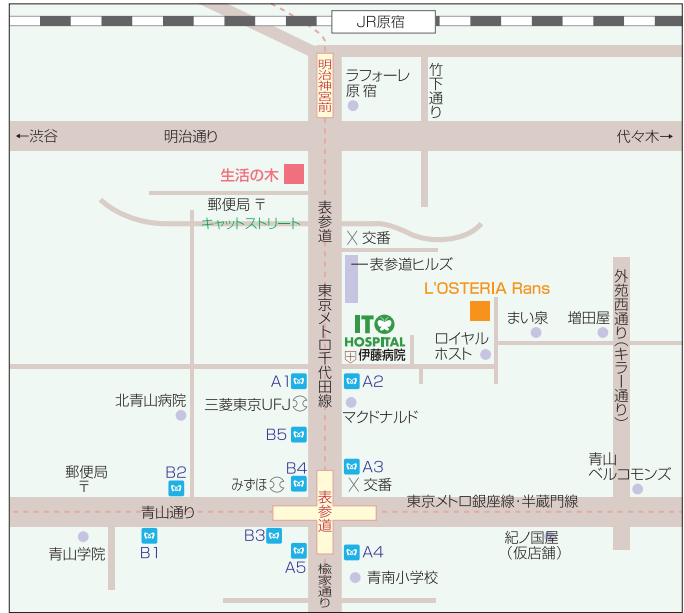 JR原宿
明治神宮前
ラフォーレ
原宿
竹下通り
←渋谷
明治通り
代々木→
生活の木
郵便局 〒
キャットストリート
表参道
交番
表参道ヒルズ
外苑西通り(キラー通り)
L'OSTERIA Rans
東京メトロ千代田線
まい泉
増田屋
ITO
HOSPITAL
伊藤病院
ロイヤル
ホスト
A1
A2
北青山病院
三菱東京UFJ
マクドナルド
B5
青山
ベルコモンズ
郵便局
〒
B2
B4
A3
みずほ
交番
表参道
東京メトロ銀座線・半蔵門線
青山通り
青山学院
B1
B3
A5
A4
紀ノ国屋
(仮店舗)
楡家通り
青南小学校